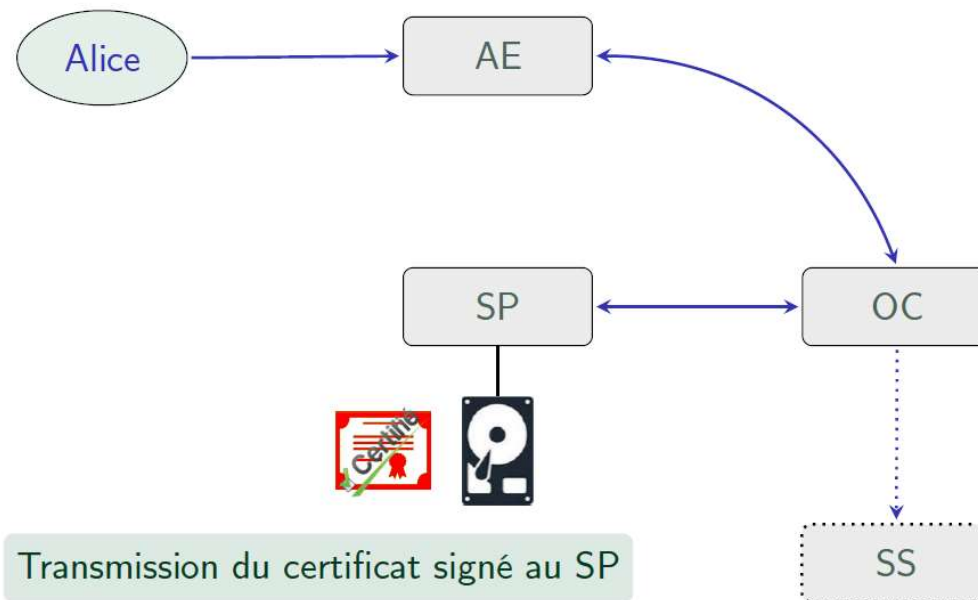 Alice
AE
SP
OC
Certifié
Transmission du certificat signé au SP
SS